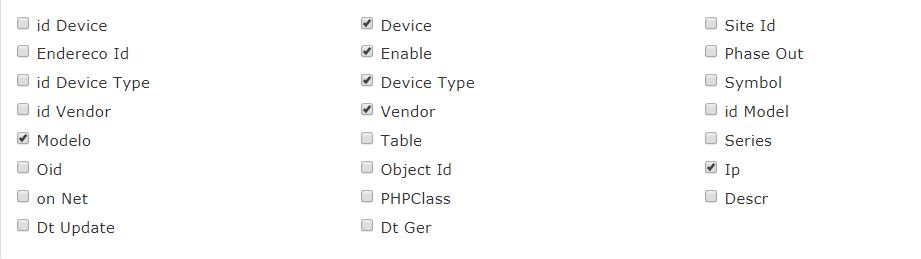 id Device Device Site Id
Endereco Id Enable Phase Out
id Device Type Device Type Symbol
id Vendor Vendor id Model
Modelo Table Series
Oid Object Id Ip
on Net PHPClass Descr
Dt Update Dt Ger